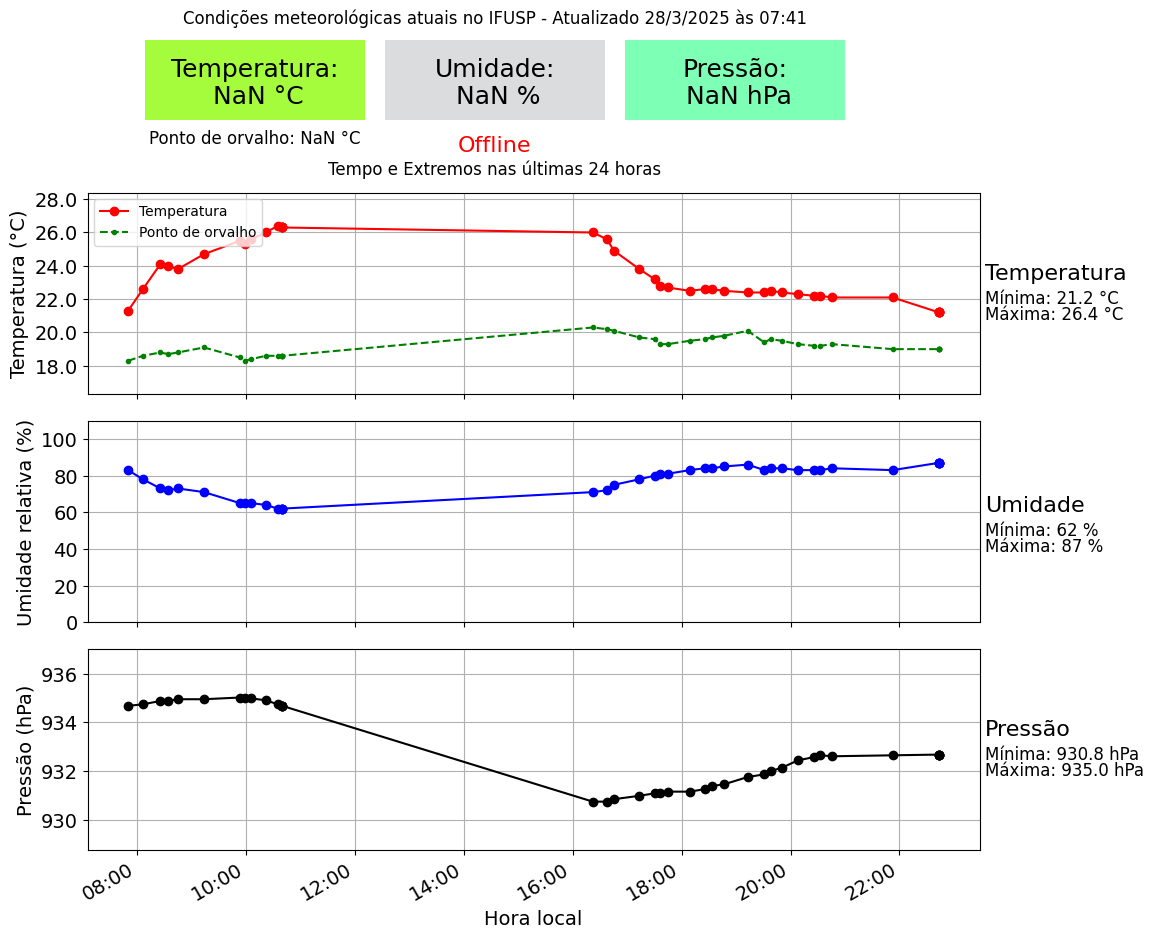 Condições meteorológicas atuais no IFUSP - Atualizado 28/3/2025 às 07:41
Temperatura:
NaN °C
Umidade:
NaN %
Pressão:
NaN hPa
Ponto de orvalho: NaN °C
Offline
Tempo e Extremos nas últimas 24 horas
Temperatura (°C)
28.0
26.0
24.0
22.0
20.0
18.0
Temperatura
Ponto de orvalho
Temperatura
Mínima: 21.2 °C
Máxima: 26.4 °C
Umidade relativa (%)
100
80
60
40
20
0
Umidade
Mínima: 62 %
Máxima: 87 %
Pressão (hPa)
936
934
932
930
Pressão
Mínima: 930.8 hPa
Máxima: 935.0 hPa
08:00
10:00
12:00
14:00
16:00
18:00
20:00
22:00
Hora local